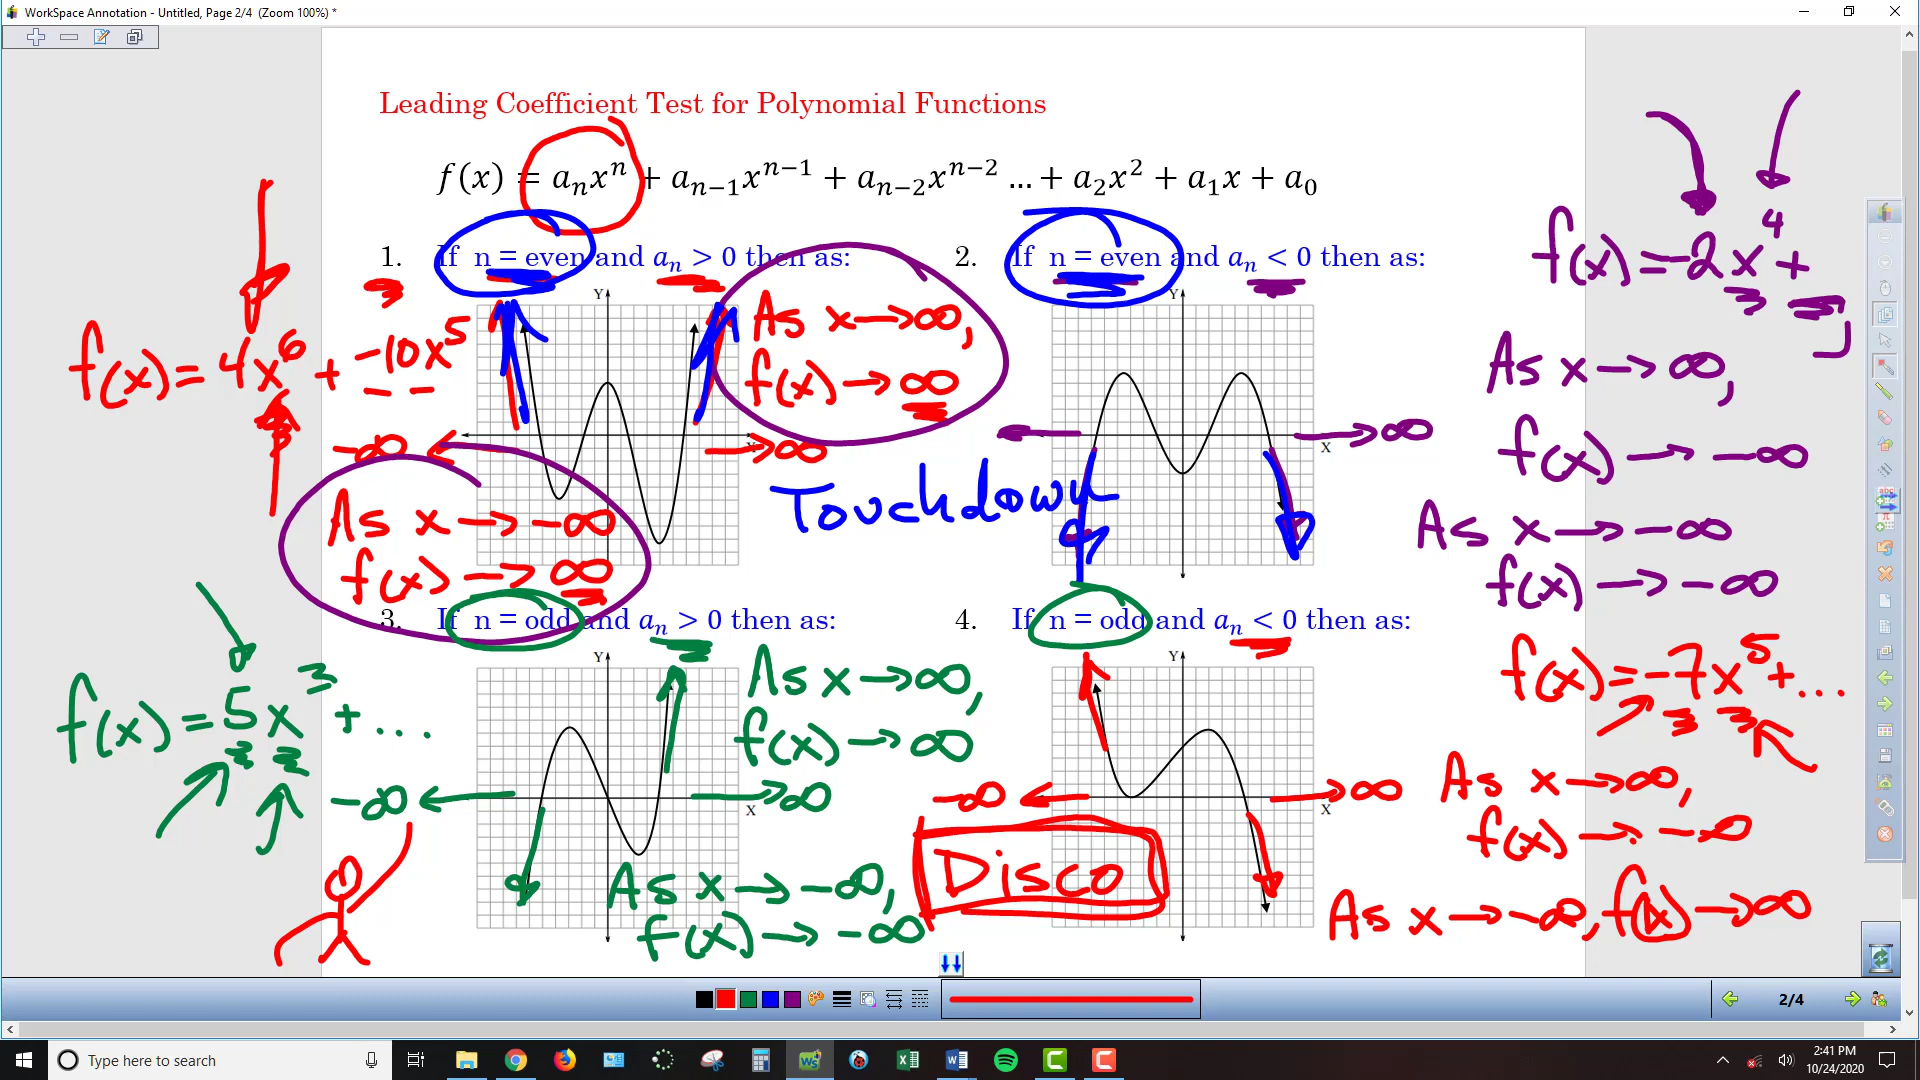 WorkSpace Annotation - Untitled, Page 2/4 (Zoom 100%) *
Leading Coefficient Test for Polynomial Functions
f(x) = aₙxⁿ + aₙ₋₁xⁿ⁻¹ + aₙ₋₂xⁿ⁻² ... + a₂x² + a₁x + a₀
1. If n = even and aₙ > 0 then as:
2. If n = even and aₙ < 0 then as:
f(x) = -2x⁴ +
f(x) = 4x⁶ + -10x⁵
Y
As x → ∞,
f(x) → ∞
-∞
∞
As x → -∞
f(x) → ∞
Touchdown
Y
X
∞
As x → ∞,
f(x) → -∞
As x → -∞
f(x) → -∞
3. If n = odd and aₙ > 0 then as:
4. If n = odd and aₙ < 0 then as:
f(x) = 5x³ + ...
Y
As x → ∞,
f(x) → ∞
-∞
∞
X
As x → -∞,
f(x) → -∞
f(x) = -7x⁵ + ...
Y
-∞
∞
X
Disco
As x → ∞,
f(x) → -∞
As x → -∞, f(x) → ∞
2/4
Type here to search
2:41 PM
10/24/2020